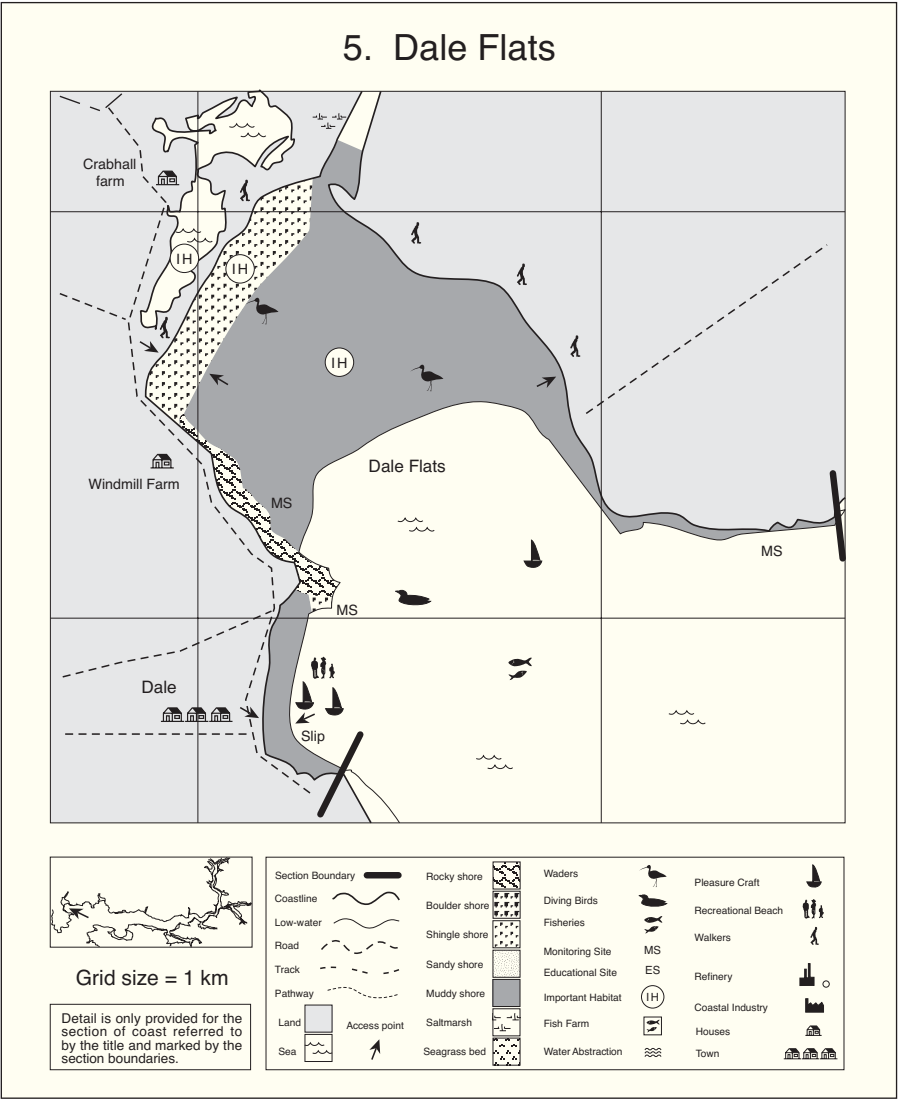 5. Dale Flats
Crabhall
farm
IH
IH
IH
Dale Flats
Windmill Farm
MS
MS
MS
Dale
Slip
Grid size = 1 km
Detail is only provided for the
section of coast referred to
by the title and marked by the
section boundaries.
Section Boundary
Coastline
Low-water
Road
Track
Pathway
Land
Access point
Sea
Rocky shore
Boulder shore
Shingle shore
Sandy shore
Muddy shore
Saltmarsh
Seagrass bed
Waders
Diving Birds
Fisheries
Monitoring Site MS
Educational Site ES
Important Habitat IH
Fish Farm
Water Abstraction
Pleasure Craft
Recreational Beach
Walkers
Refinery
Coastal Industry
Houses
Town